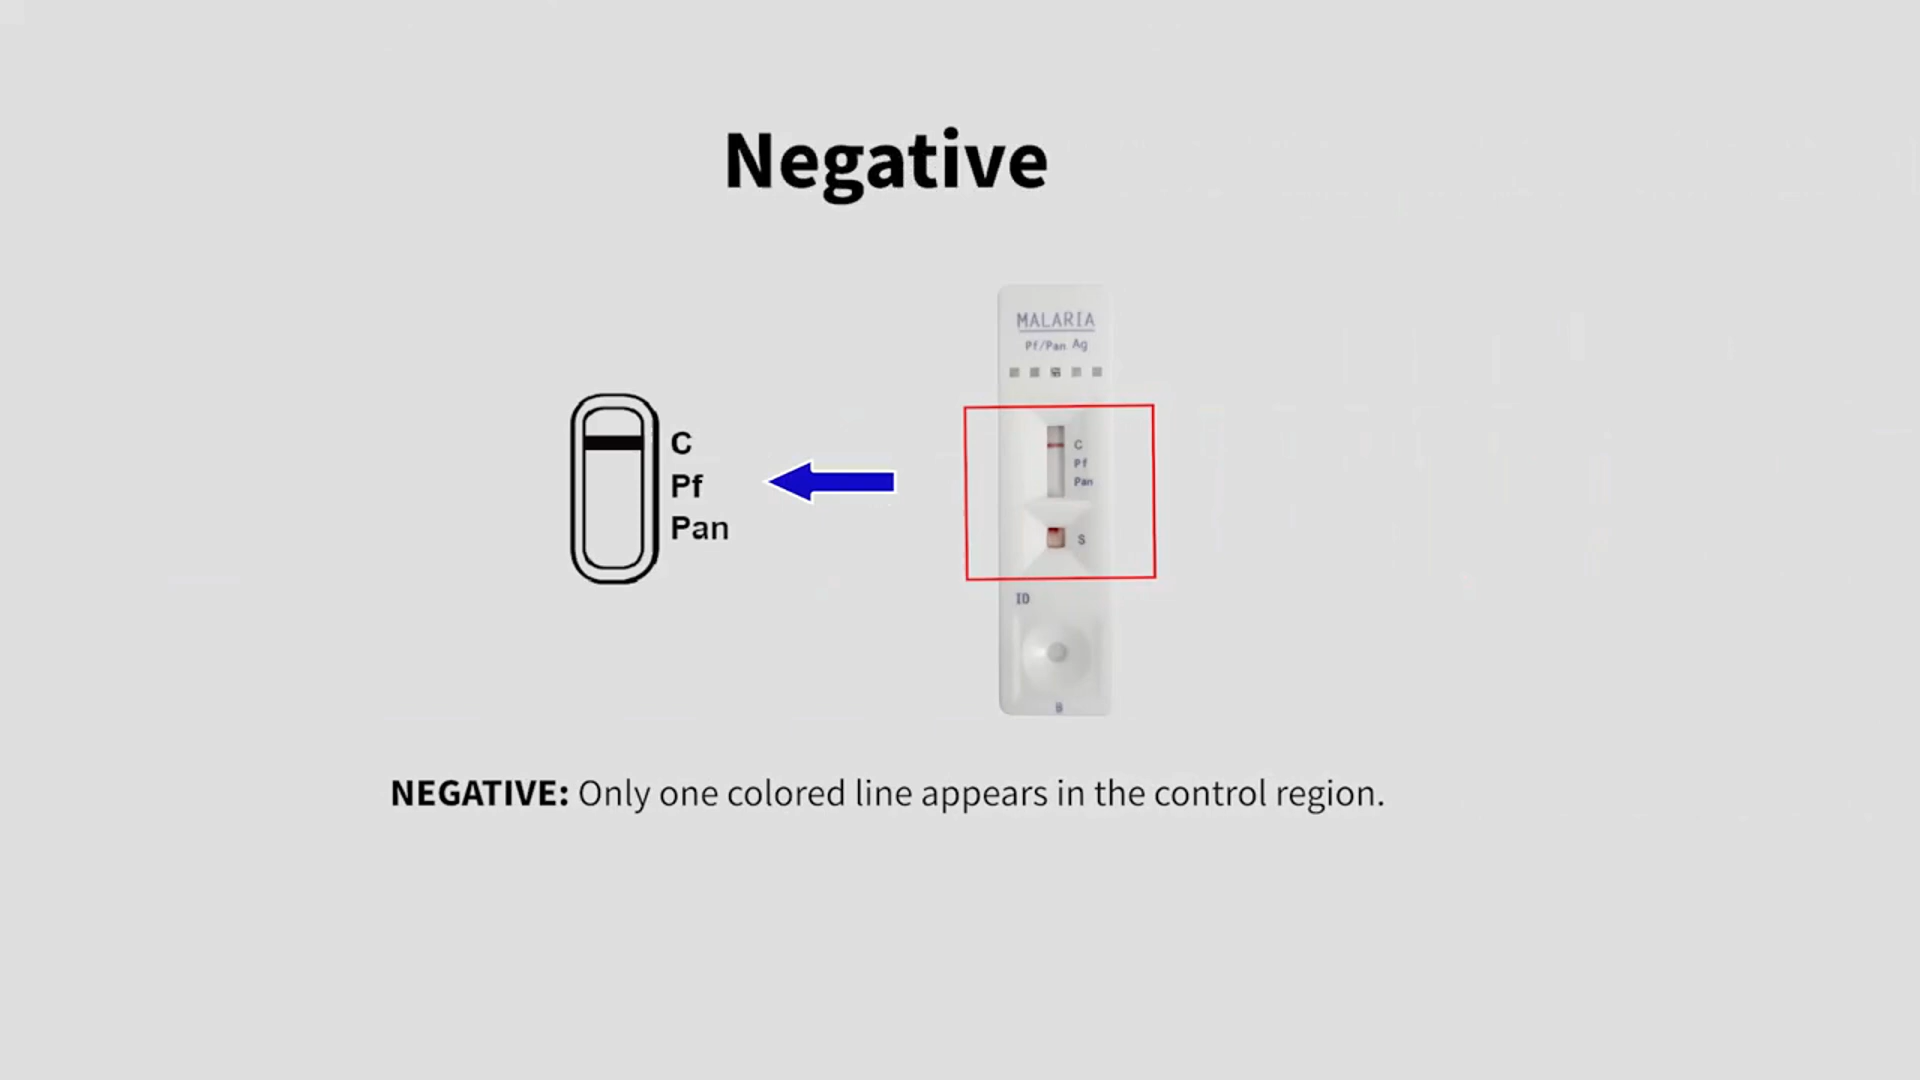 Negative
MALARIA
Pf/Pan Ag
C
Pf
Pan
C
Pf
Pan
S
ID
B
NEGATIVE: Only one colored line appears in the control region.